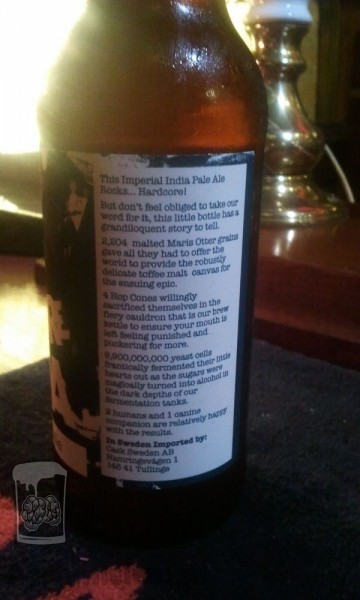 This Imperial India Pale Ale
Rocks... Hardcore!
But don't feel obliged to take our
word for it, this little bottle has a
grandiloquent story to tell.
2,204 malted Maris Otter grains
gave all they had to offer the
world to provide the robustly
delicate toffee malt canvas for
the ensuing epic.
4 Hop Cones willingly
sacrificed themselves in the
fiery cauldron that is our brew
kettle to ensure your mouth is
left feeling punished and
puckering for more.
9,900,000,000 yeast cells
frantically fermented their little
hearts out as the sugars were
magically turned into alcohol in
the dark depths of our
fermentation tanks.
2 humans and 1 canine
companion are relatively happy
with the results.
In Sweden Imported by:
Cask Sweden AB
Hamringevägen 1
146 41 Tullinge